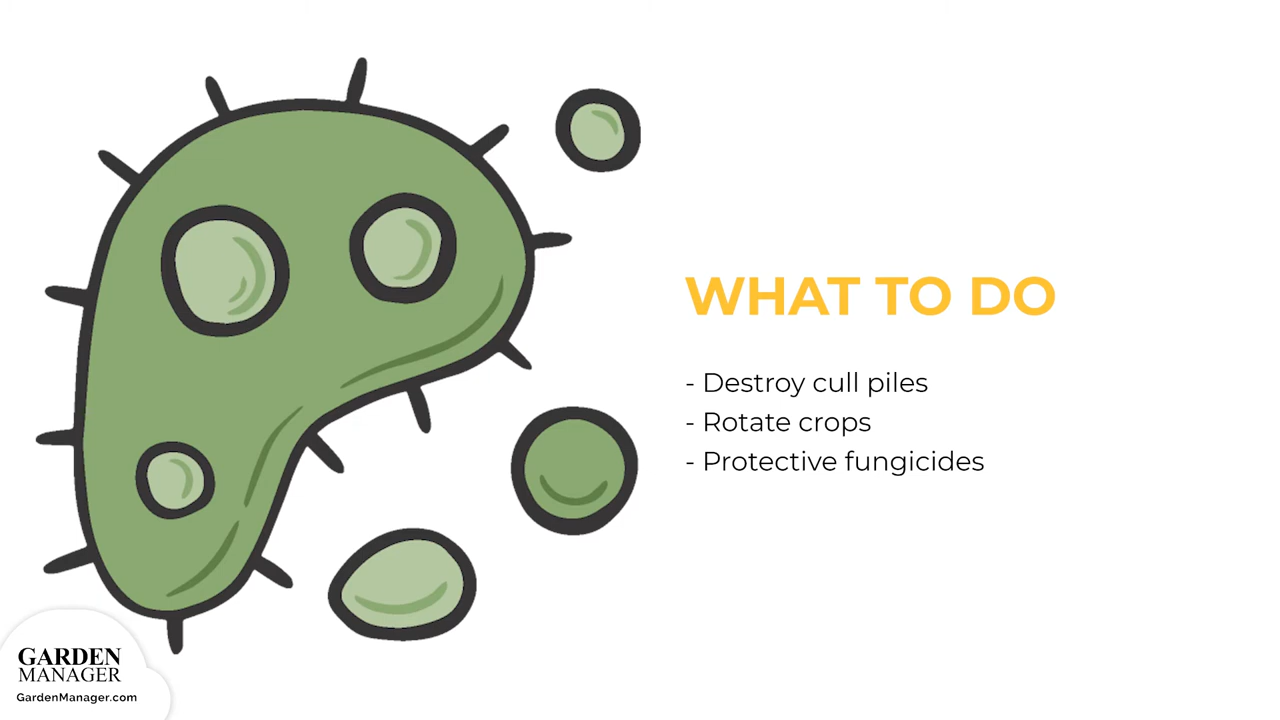 WHAT TO DO
- Destroy cull piles
- Rotate crops
- Protective fungicides
GARDEN
MANAGER
GardenManager.com